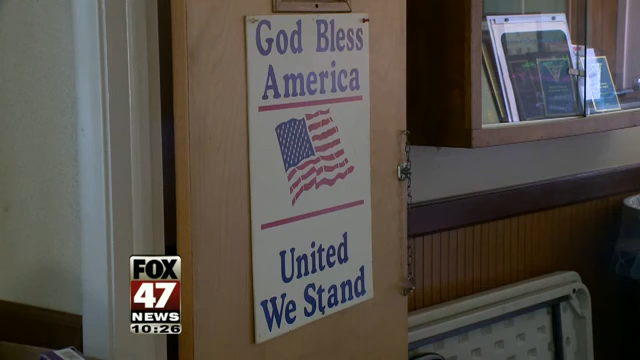 God Bless
America
United
We Stand
FOX
47
NEWS
10:26